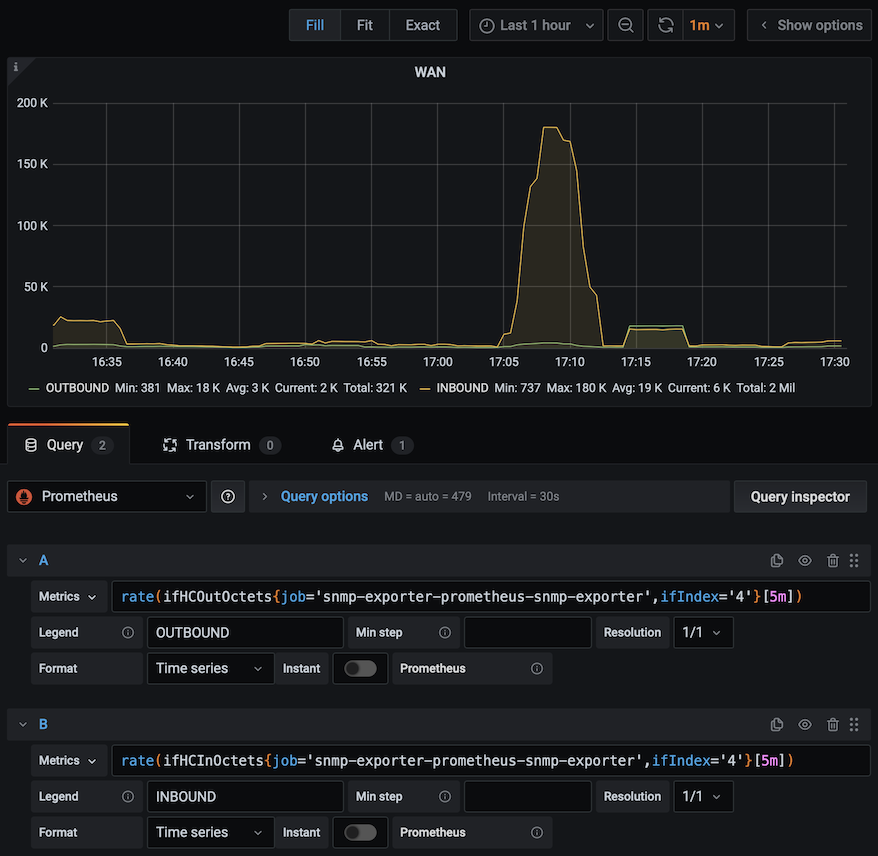 Fill Fit Exact Last 1 hour 1m Show options
WAN
200 K
150 K
100 K
50 K
0
16:35 16:40 16:45 16:50 16:55 17:00 17:05 17:10 17:15 17:20 17:25 17:30
OUTBOUND Min: 381 Max: 18 K Avg: 3 K Current: 2 K Total: 321 K INBOUND Min: 737 Max: 180 K Avg: 19 K Current: 6 K Total: 2 Mil
Query 2 Transform 0 Alert 1
Prometheus Query options MD = auto = 479 Interval = 30s Query inspector
A
Metrics rate(ifHCOutOctets{job='snmp-exporter-prometheus-snmp-exporter',ifIndex='4'}[5m])
Legend OUTBOUND Min step Resolution 1/1
Format Time series Instant Prometheus
B
Metrics rate(ifHCInOctets{job='snmp-exporter-prometheus-snmp-exporter',ifIndex='4'}[5m])
Legend INBOUND Min step Resolution 1/1
Format Time series Instant Prometheus